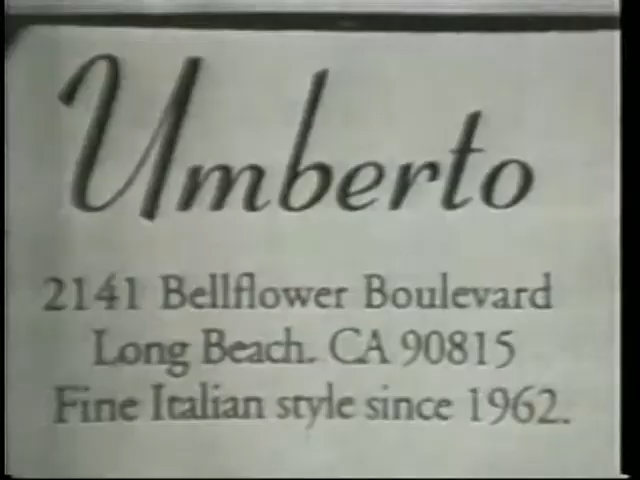 Umberto
2141 Bellflower Boulevard
Long Beach. CA 90815
Fine Italian style since 1962.